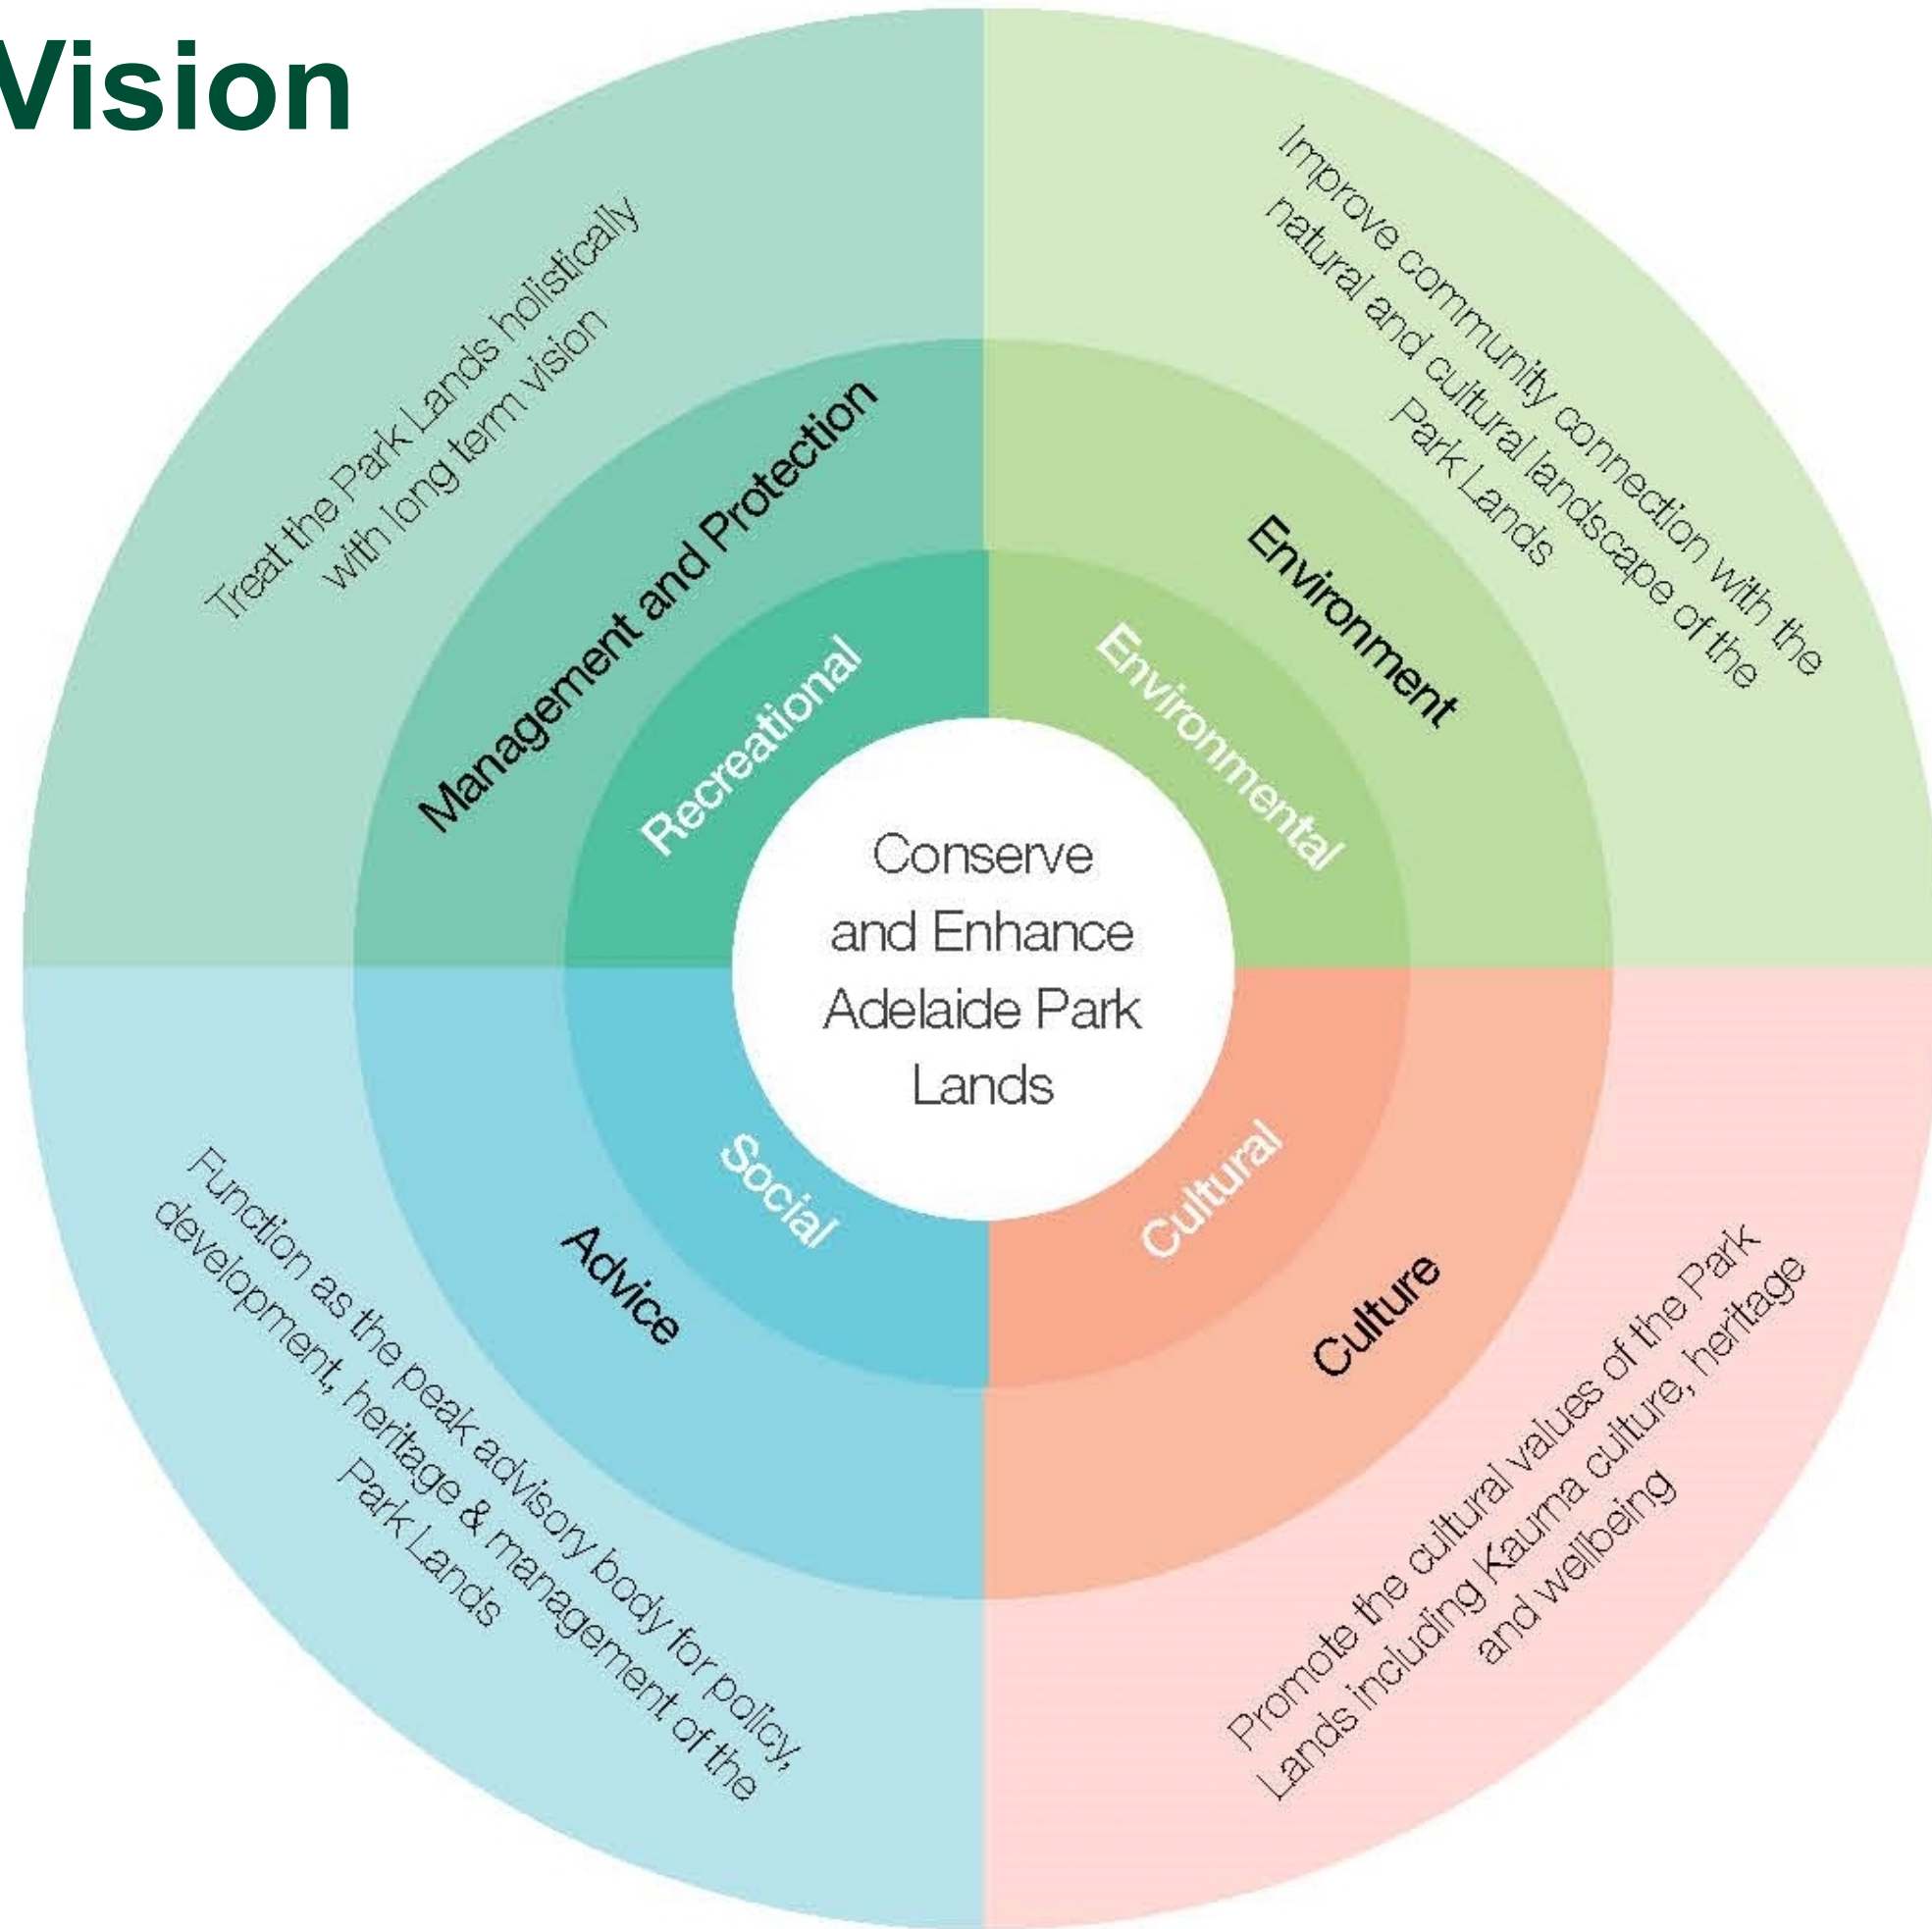 Vision
Treat the Park Lands holistically
with long term vision
Management and Protection
Recreational
Improve community connection with the
natural and cultural landscape of the
Park Lands
Environment
Environmental
Conserve
and Enhance
Adelaide Park
Lands
Social
Advice
Function as the peak advisory body for policy,
development, heritage & management of the
Park Lands
Cultural
Culture
Promote the cultural values of the Park
Lands including Kaurna culture, heritage
and wellbeing